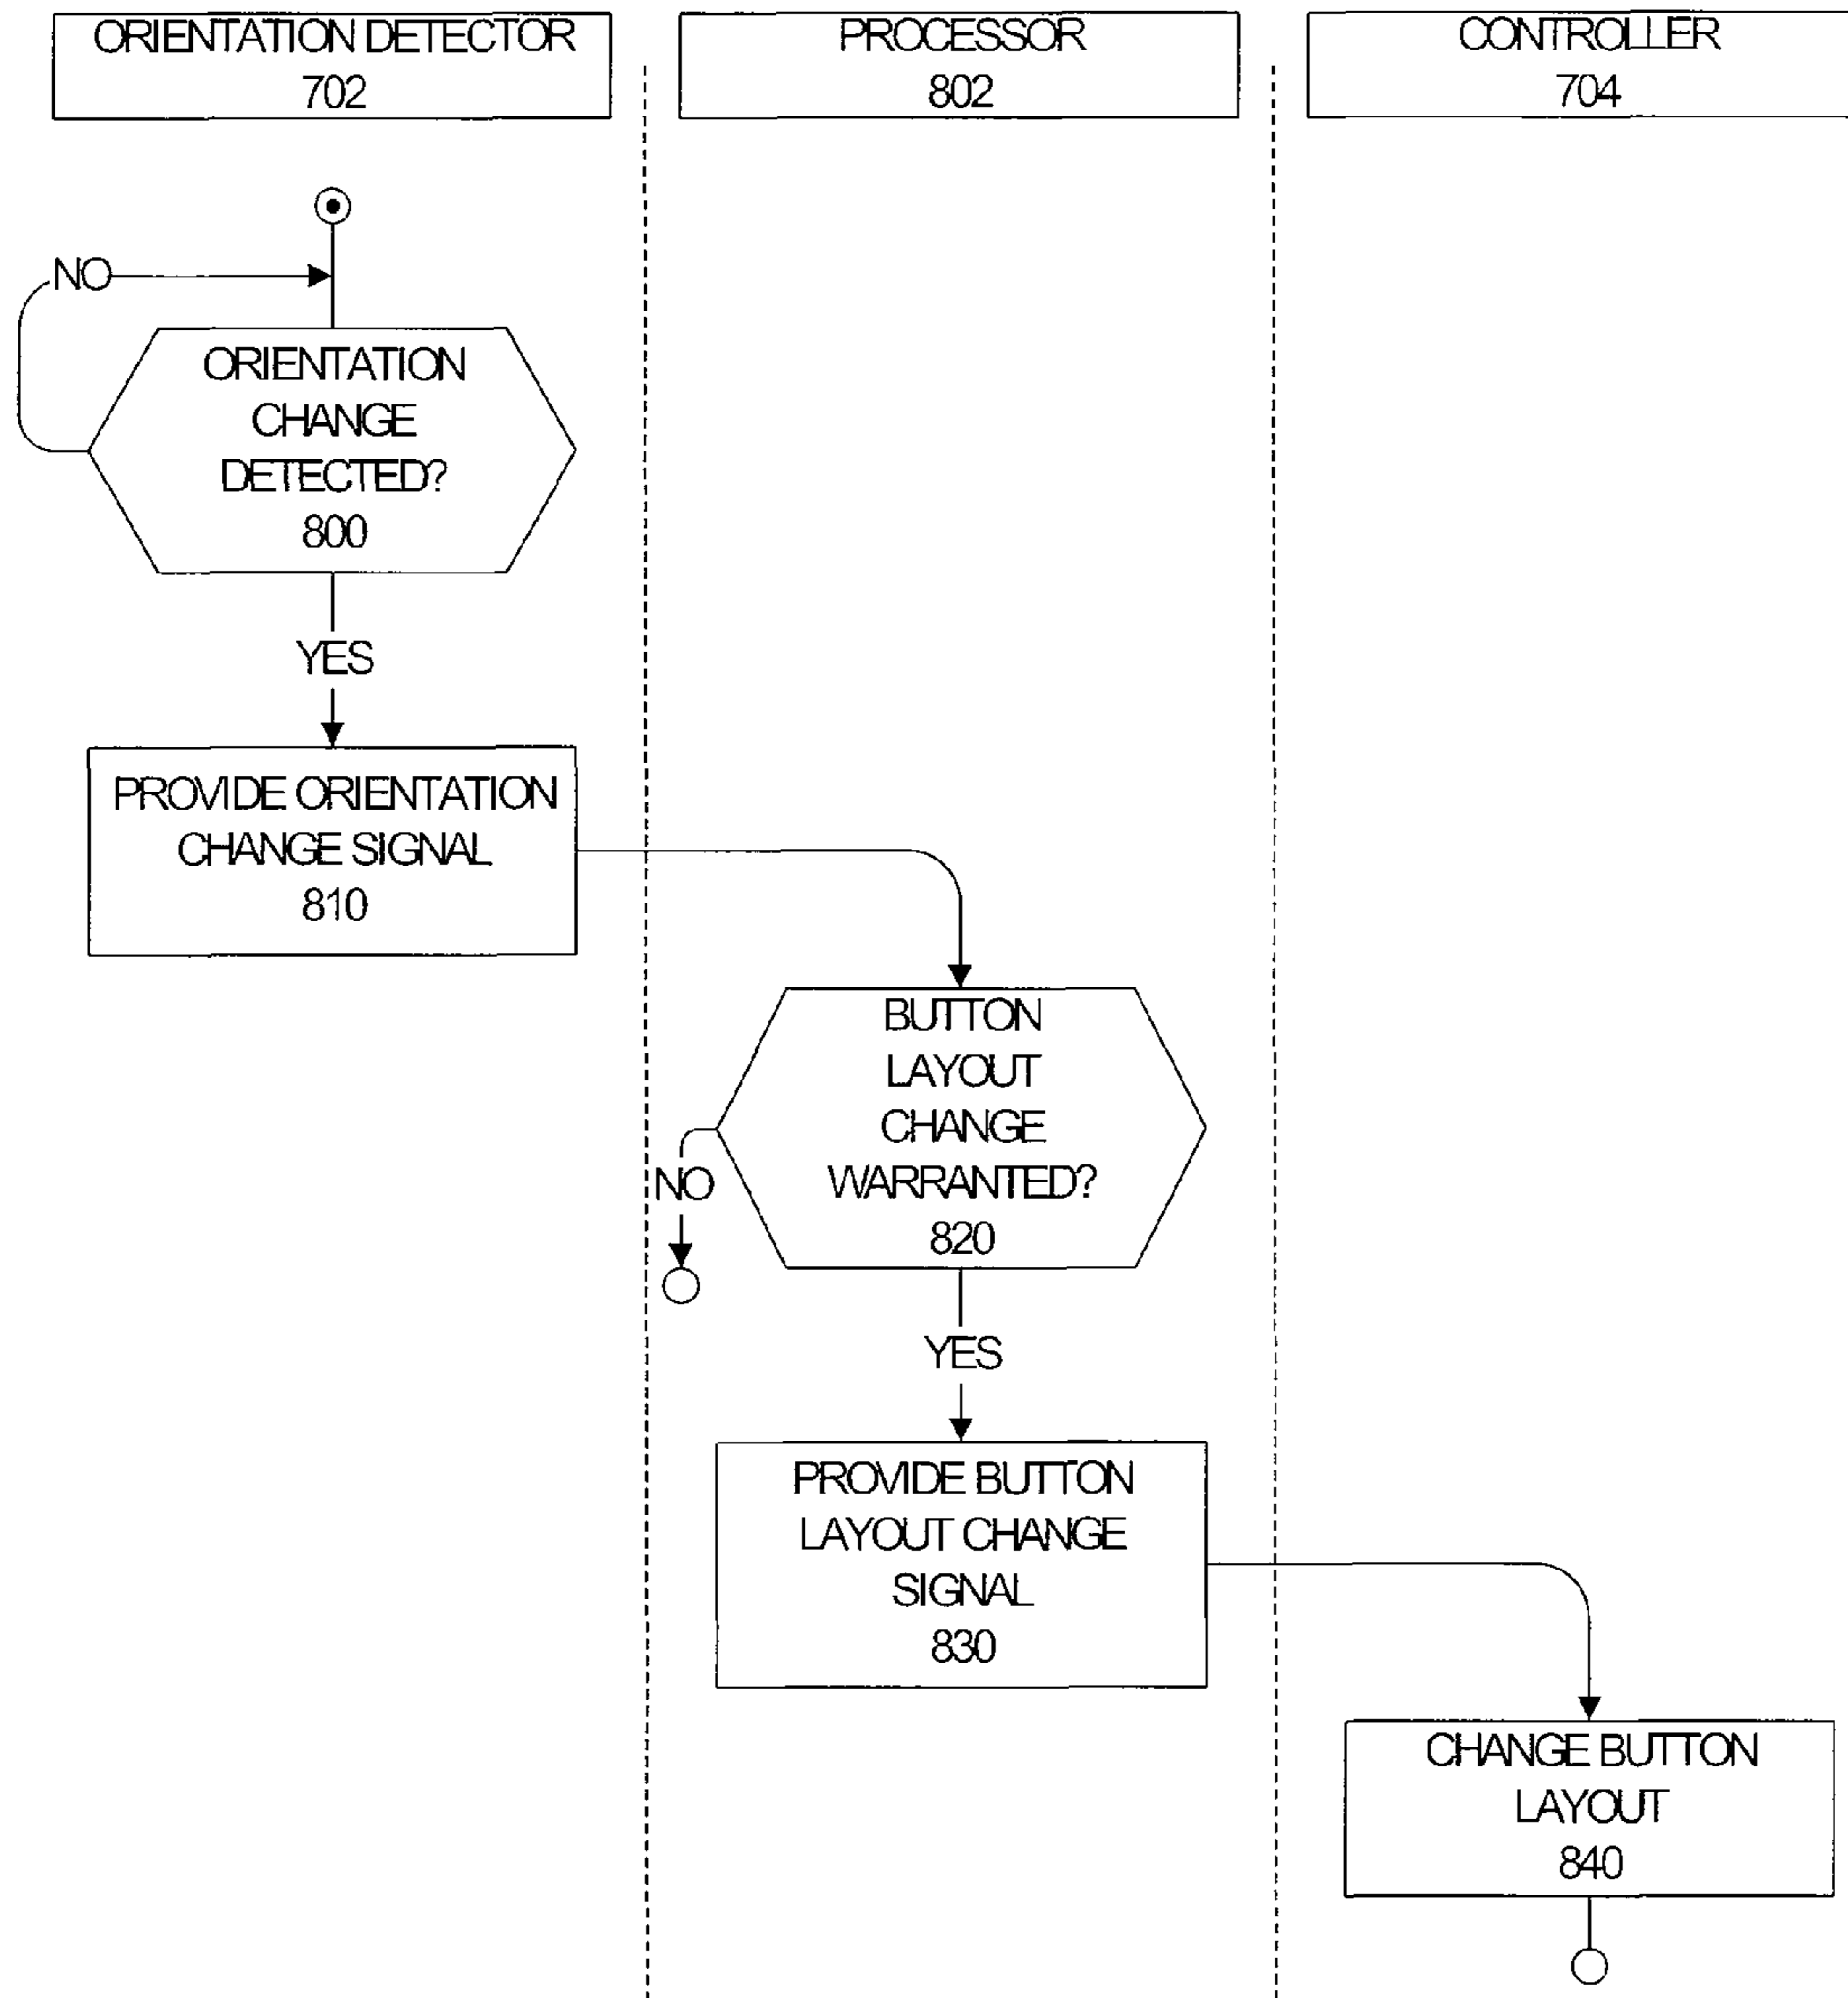 ORIENTATION DETECTOR
702
PROCESSOR
802
CONTROLLER
704
NO
ORIENTATION
CHANGE
DETECTED?
800
YES
PROVIDE ORIENTATION
CHANGE SIGNAL
810
BUTTON
LAYOUT
CHANGE
WARRANTED?
820
NO
YES
PROVIDE BUTTON
LAYOUT CHANGE
SIGNAL
830
CHANGE BUTTON
LAYOUT
840